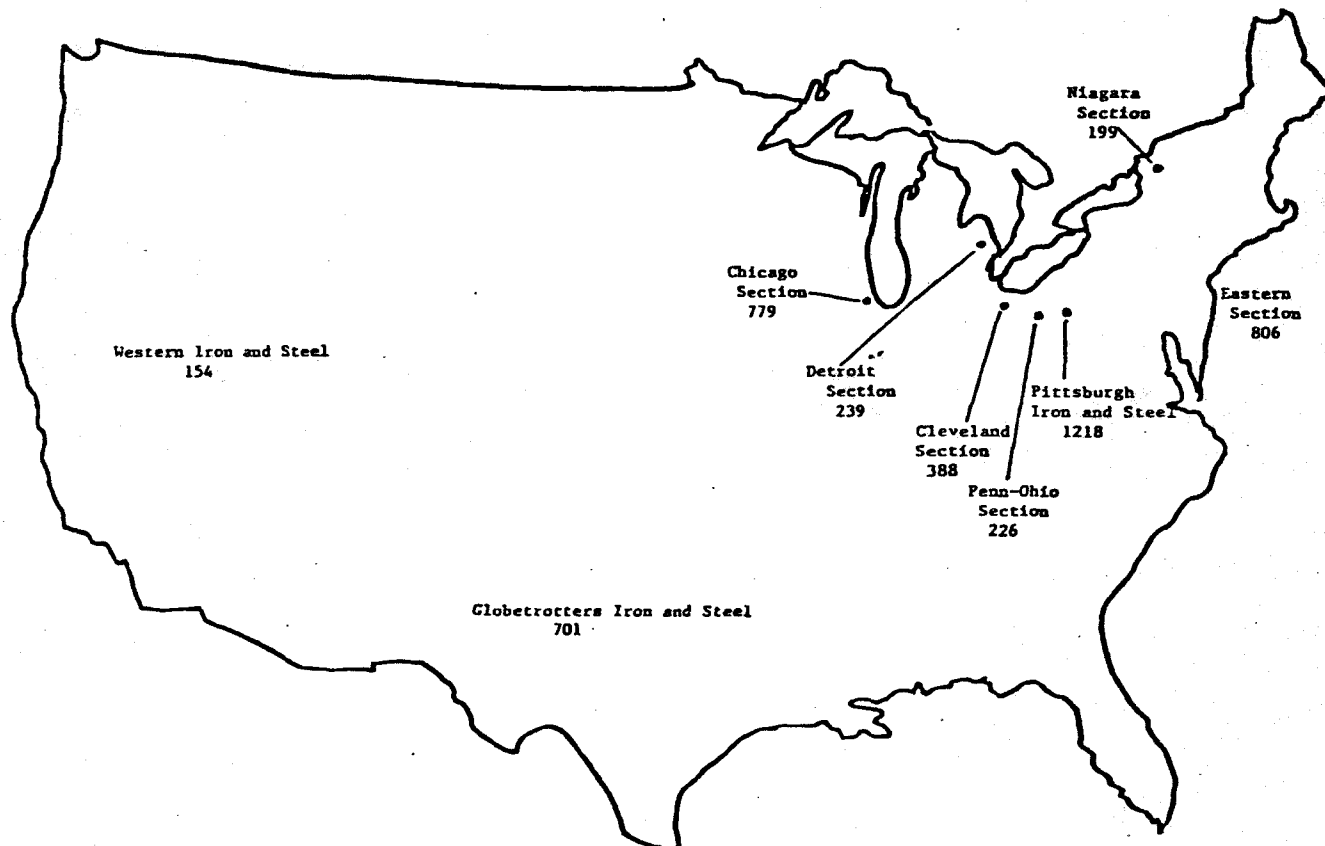 Niagara
Section
199
Chicago
Section
779
Eastern
Section
806
Western Iron and Steel
154
Detroit
Section
239
Pittsburgh
Iron and Steel
1218
Cleveland
Section
388
Penn-Ohio
Section
226
Globetrotters Iron and Steel
701